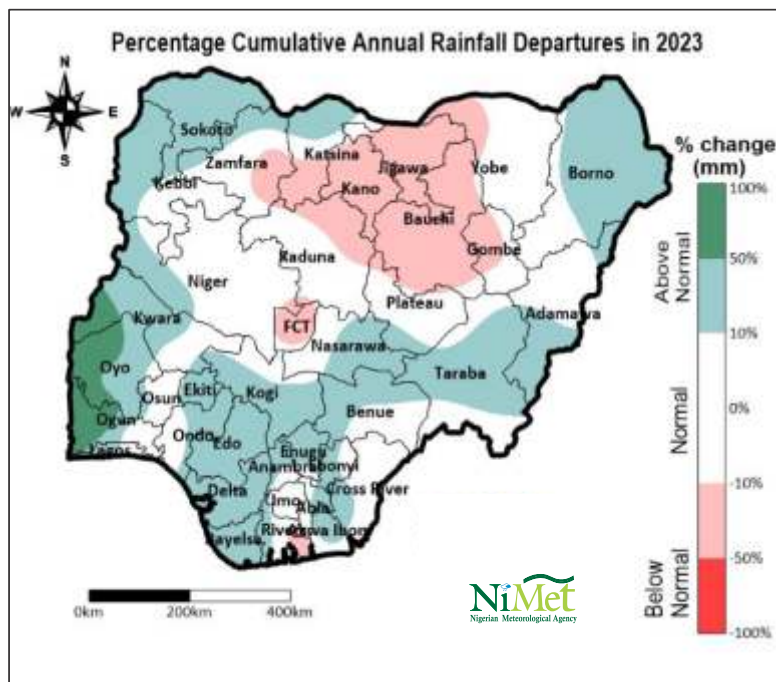 Percentage Cumulative Annual Rainfall Departures in 2023
N
W E
S
% change
(mm)
100%
50%
10%
0%
-10%
-50%
-100%
Above
Normal
Normal
Below
Normal
Sokoto
Katsina
Zamfara
Jigawa
Yobe
Borno
Kebbi
Kano
Bauchi
Gombe
Kaduna
Niger
Plateau
Adamawa
Kwara
FCT
Nasarawa
Oyo
Taraba
Osun
Ekiti
Kogi
Benue
Ogun
Ondo
Edo
Enugu
Lagos
Anambra
Ebonyi
Delta
Imo
Abia
Cross River
Bayelsa
Rivers
Akwa Ibom
0km 200km 400km
NiMet
Nigerian Meteorological Agency